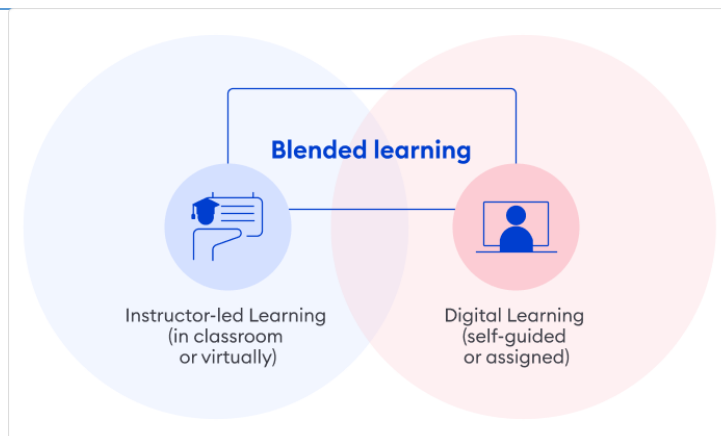 Blended learning
Instructor-led Learning
(in classroom
or virtually)
Digital Learning
(self-guided
or assigned)